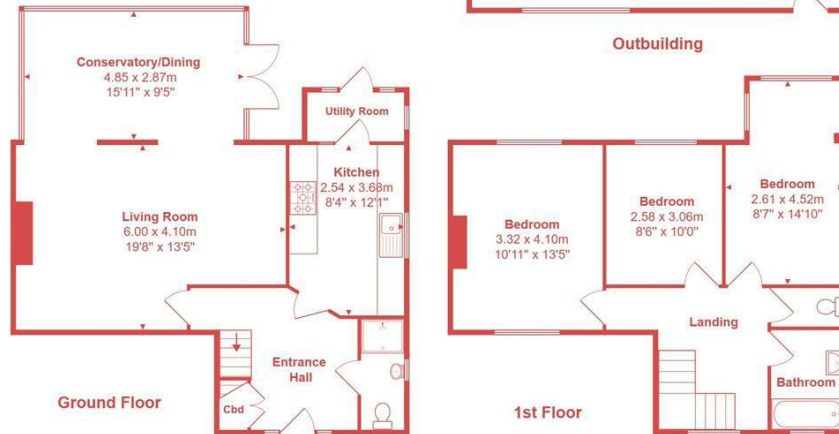 Conservatory/Dining
4.85 x 2.87m
15'11" x 9'5"
Utility Room
Kitchen
2.54 x 3.68m
8'4" x 12'1"
Living Room
6.00 x 4.10m
19'8" x 13'5"
Entrance
Hall
Cbd
Ground Floor
Outbuilding
Bedroom
3.32 x 4.10m
10'11" x 13'5"
Bedroom
2.58 x 3.06m
8'6" x 10'0"
Bedroom
2.61 x 4.52m
8'7" x 14'10"
Landing
Bathroom
1st Floor